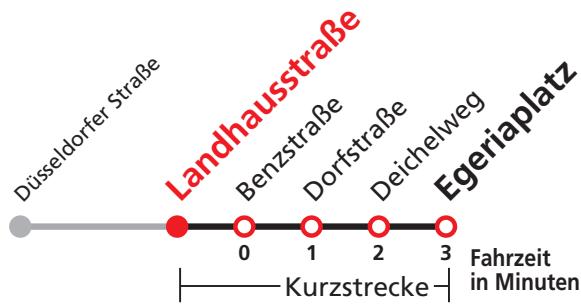 Düsseldorfer Straße
Landhausstraße
Benzstraße
Dorfstraße
Deichelweg
Egeriaplatz
0 1 2 3 Fahrzeit
in Minuten
Kurzstrecke